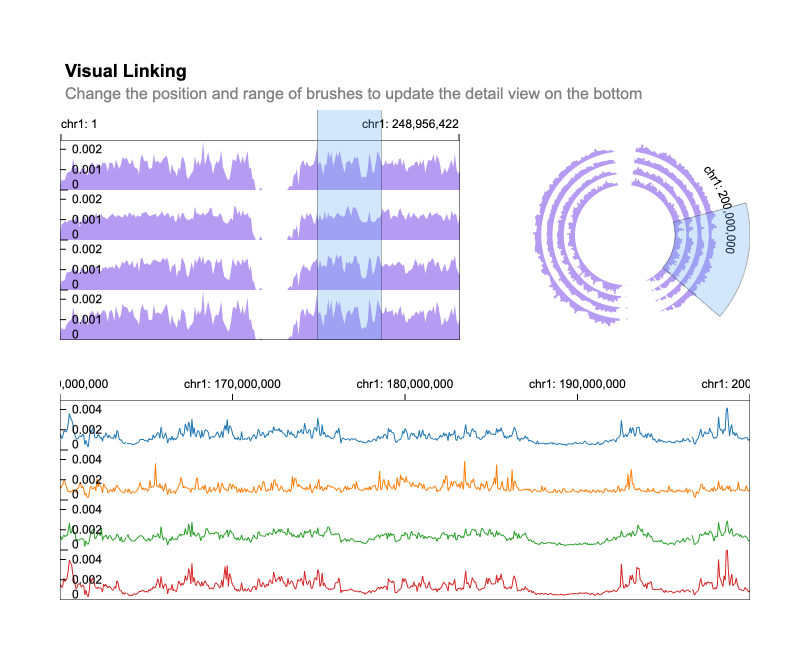 Visual Linking
Change the position and range of brushes to update the detail view on the bottom
chr1: 1
chr1: 248,956,422
0.002
0.001
0
0.002
0.001
0
0.002
0.001
0
0.002
0.001
0
chr1: 200,000,000
0,000,000
chr1: 170,000,000
chr1: 180,000,000
chr1: 190,000,000
chr1: 200
0.004
0.002
0
0.004
0.002
0
0.004
0.002
0
0.004
0.002
0